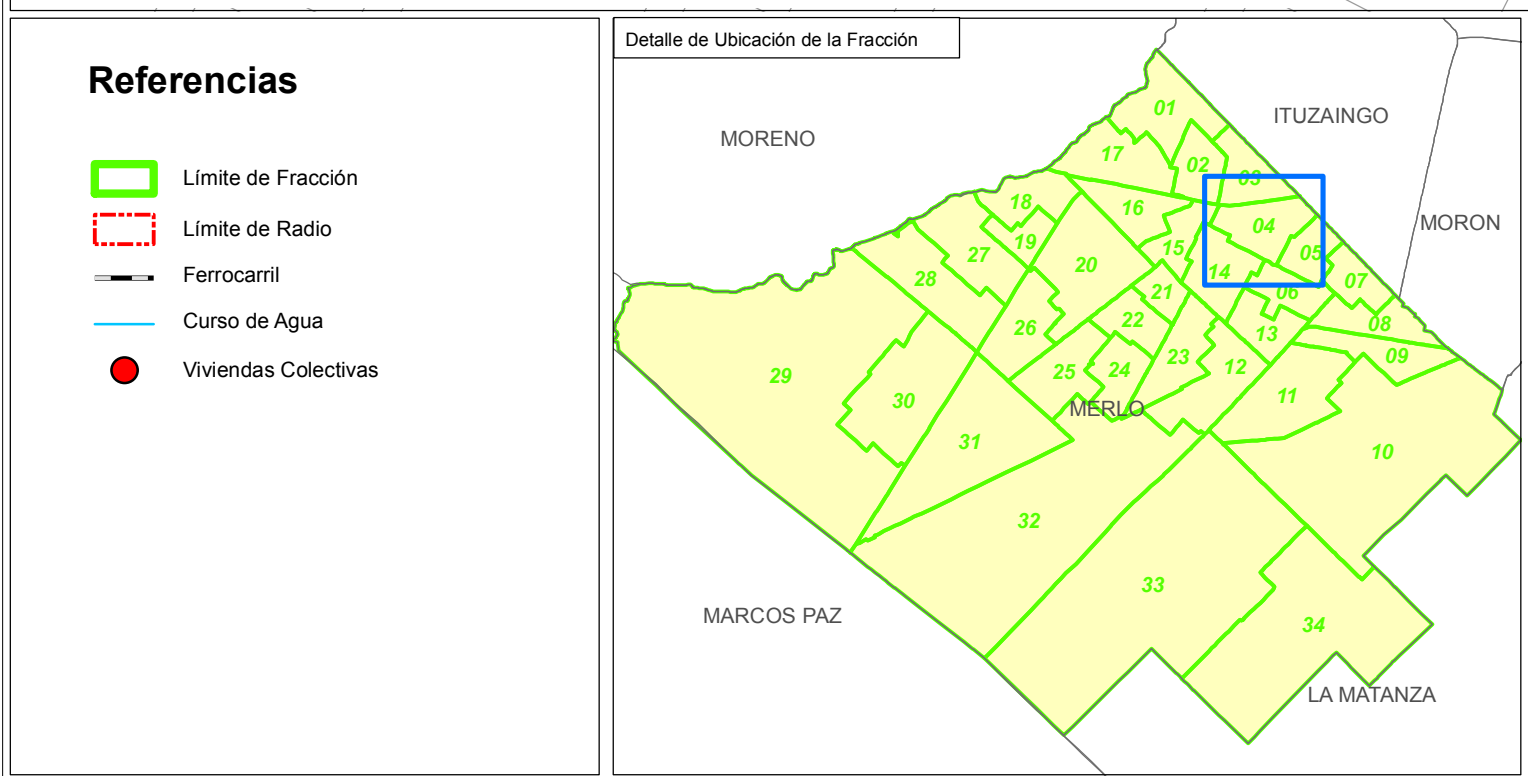 Referencias
Límite de Fracción
Límite de Radio
Ferrocarril
Curso de Agua
Viviendas Colectivas
Detalle de Ubicación de la Fracción
MORENO
ITUZAINGO
MORON
MERLO
MARCOS PAZ
LA MATANZA
01
17
02
03
18
16
04
19
15
05
27
20
14
28
21
06
07
26
22
13
08
23
09
29
25
24
12
30
11
31
10
32
33
34